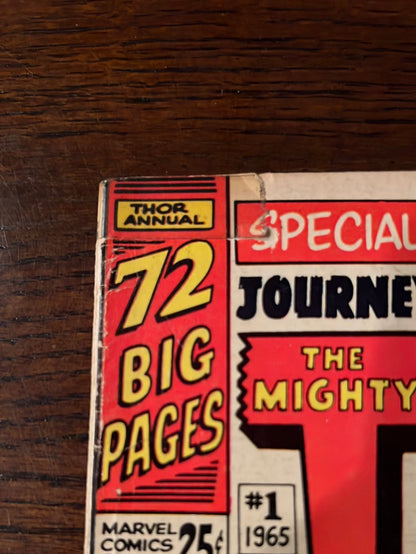 THOR
ANNUAL
72
BIG
PAGES
SPECIAL
JOURNEY
THE
MIGHTY
T
#1
1965
MARVEL
COMICS
25¢